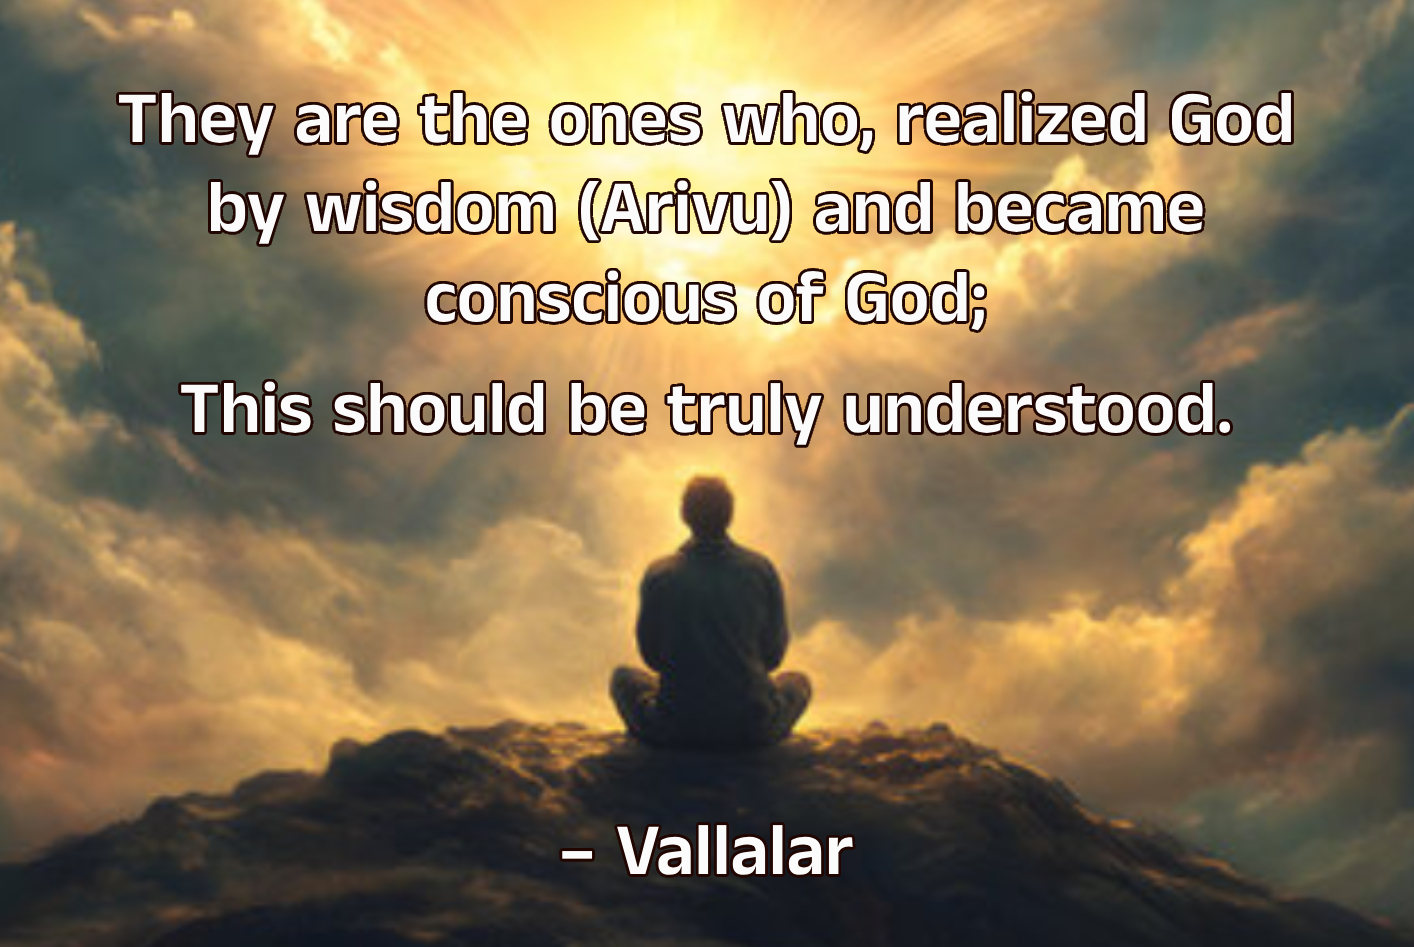 They are the ones who, realized God
by wisdom (Arivu) and became
conscious of God;
This should be truly understood.
– Vallalar